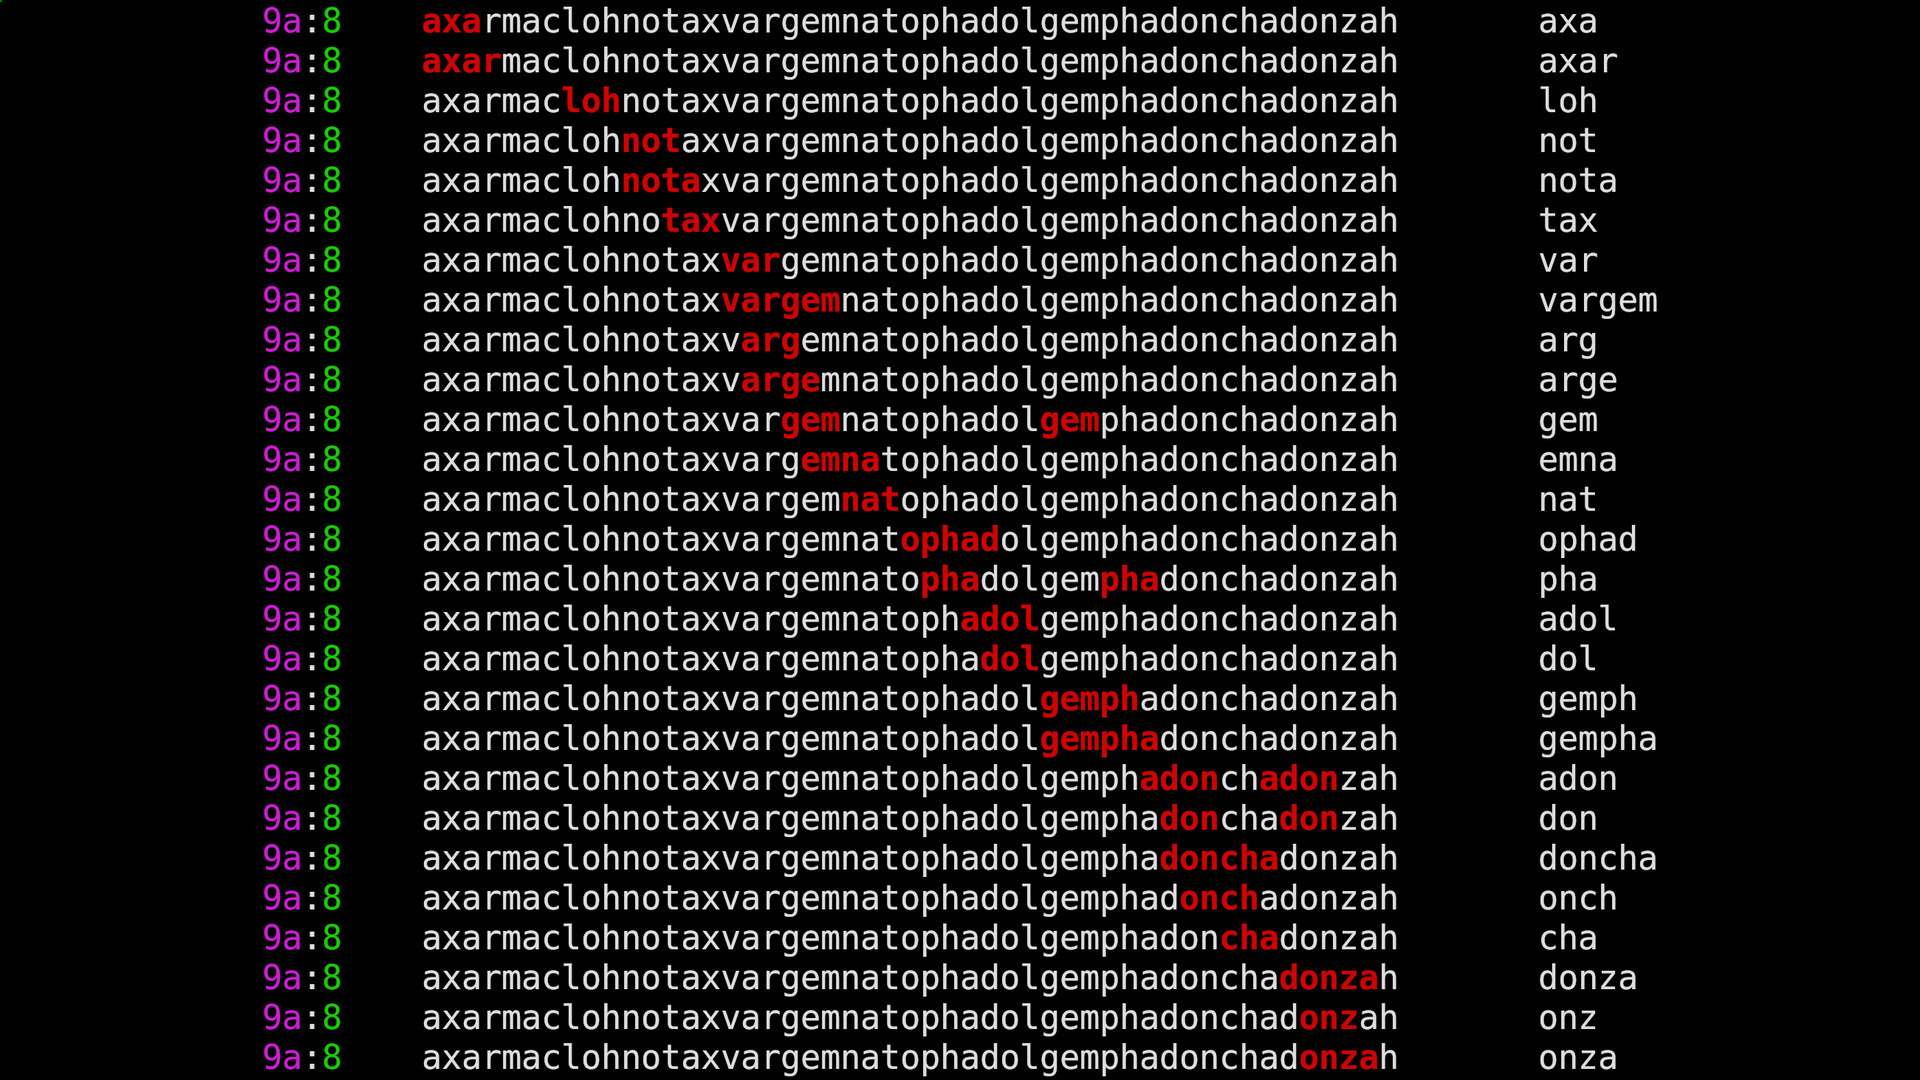 9a:8 axarmaclohnotaxvargemnatophadolgemphadonchadonzah axa
9a:8 axarmaclohnotaxvargemnatophadolgemphadonchadonzah axar
9a:8 axarmaclohnotaxvargemnatophadolgemphadonchadonzah loh
9a:8 axarmaclohnotaxvargemnatophadolgemphadonchadonzah not
9a:8 axarmaclohnotaxvargemnatophadolgemphadonchadonzah nota
9a:8 axarmaclohnotaxvargemnatophadolgemphadonchadonzah tax
9a:8 axarmaclohnotaxvargemnatophadolgemphadonchadonzah var
9a:8 axarmaclohnotaxvargemnatophadolgemphadonchadonzah vargem
9a:8 axarmaclohnotaxvargemnatophadolgemphadonchadonzah arg
9a:8 axarmaclohnotaxvargemnatophadolgemphadonchadonzah arge
9a:8 axarmaclohnotaxvargemnatophadolgemphadonchadonzah gem
9a:8 axarmaclohnotaxvargemnatophadolgemphadonchadonzah emna
9a:8 axarmaclohnotaxvargemnatophadolgemphadonchadonzah nat
9a:8 axarmaclohnotaxvargemnatophadolgemphadonchadonzah ophad
9a:8 axarmaclohnotaxvargemnatophadolgemphadonchadonzah pha
9a:8 axarmaclohnotaxvargemnatophadolgemphadonchadonzah adol
9a:8 axarmaclohnotaxvargemnatophadolgemphadonchadonzah dol
9a:8 axarmaclohnotaxvargemnatophadolgemphadonchadonzah gemph
9a:8 axarmaclohnotaxvargemnatophadolgemphadonchadonzah gempha
9a:8 axarmaclohnotaxvargemnatophadolgemphadonchadonzah adon
9a:8 axarmaclohnotaxvargemnatophadolgemphadonchadonzah don
9a:8 axarmaclohnotaxvargemnatophadolgemphadonchadonzah doncha
9a:8 axarmaclohnotaxvargemnatophadolgemphadonchadonzah onch
9a:8 axarmaclohnotaxvargemnatophadolgemphadonchadonzah cha
9a:8 axarmaclohnotaxvargemnatophadolgemphadonchadonzah donza
9a:8 axarmaclohnotaxvargemnatophadolgemphadonchadonzah onz
9a:8 axarmaclohnotaxvargemnatophadolgemphadonchadonzah onza